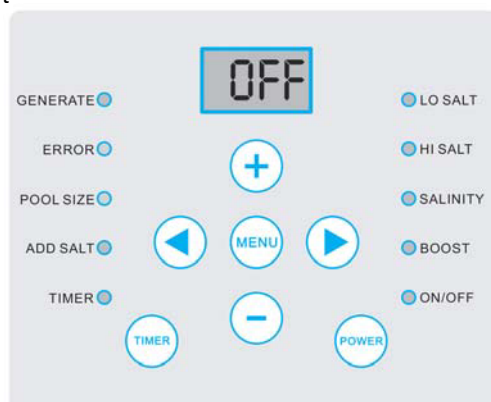 OFF
GENERATE
LO SALT
ERROR
HI SALT
+
POOL SIZE
SALINITY
ADD SALT
MENU
BOOST
TIMER
−
ON/OFF
TIMER
POWER